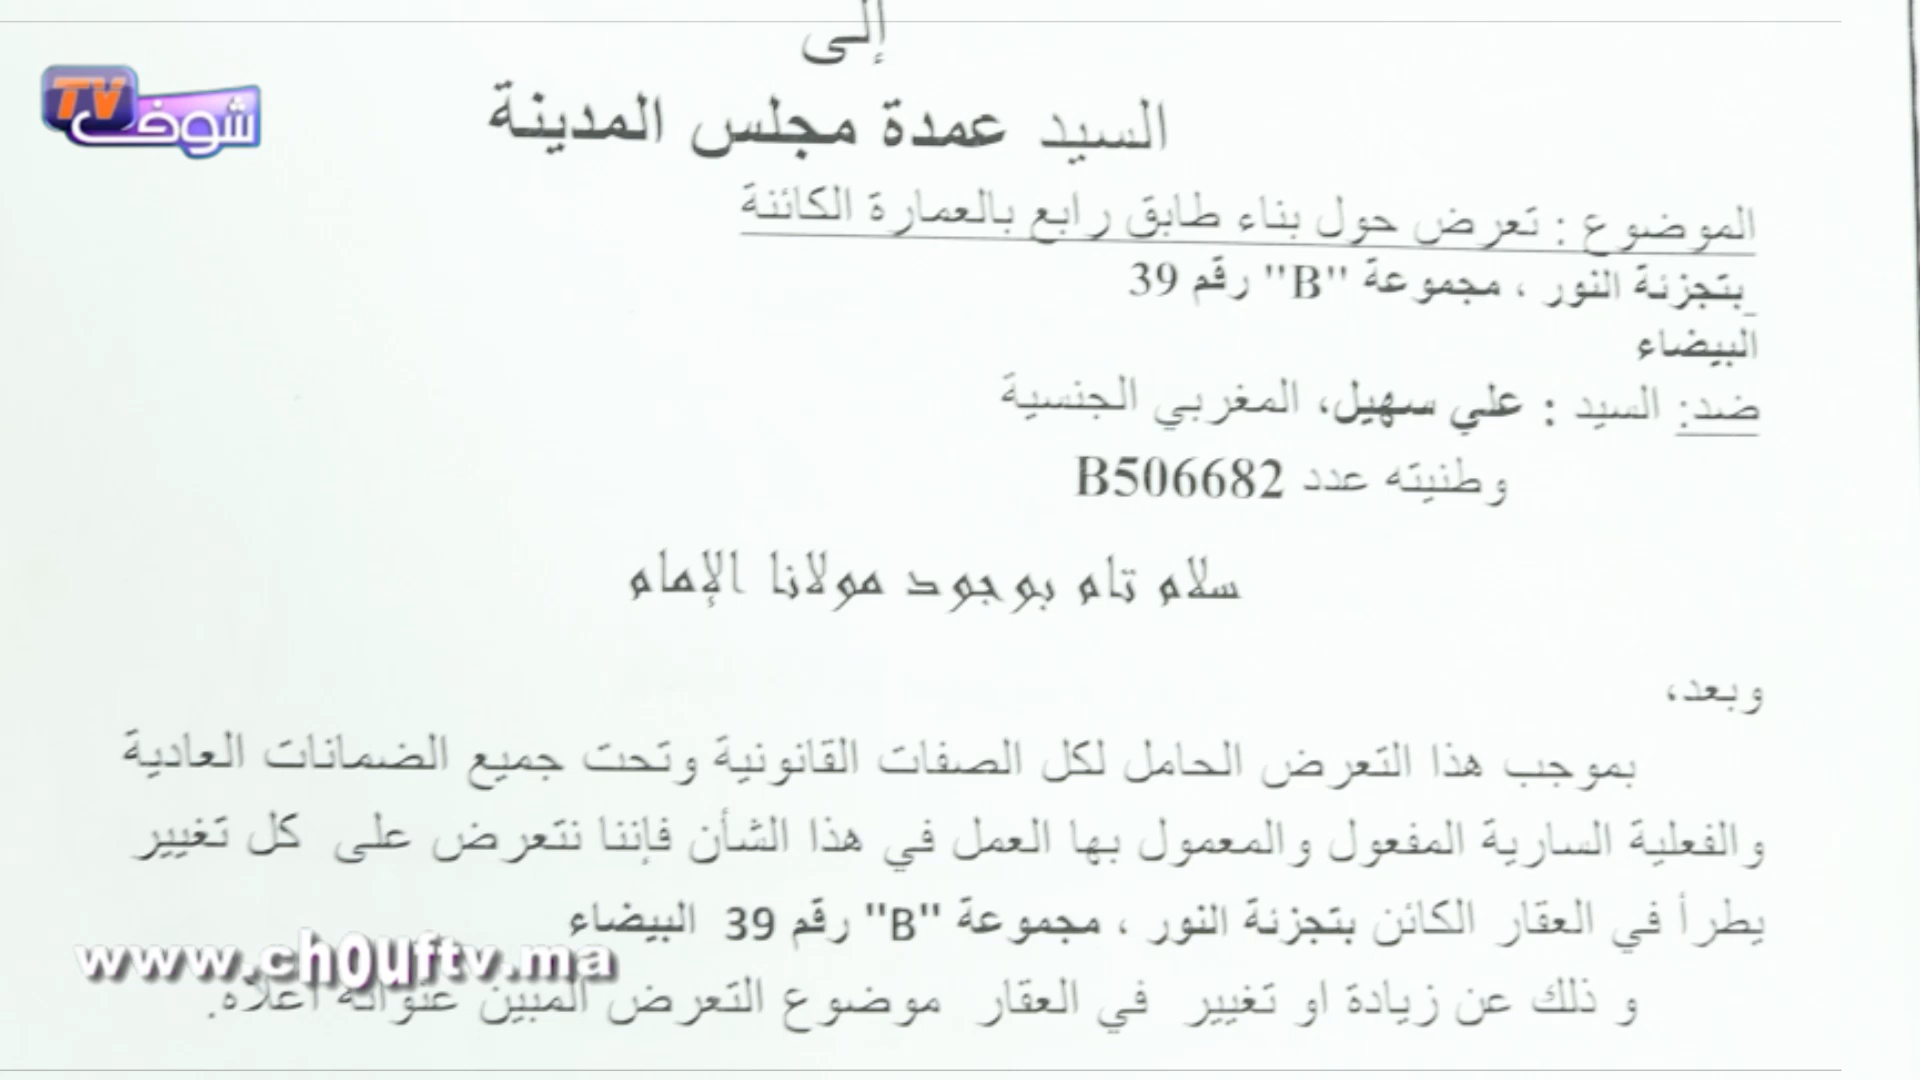 إلى
TV شوف
السيد عمدة مجلس المدينة
الموضوع : تعرض حول بناء طابق رابع بالعمارة الكائنة
بتجزئة النور ، مجموعة "B" رقم 39
البيضاء
ضد: السيد : علي سهيل، المغربي الجنسية
وطنيته عدد B506682
سلام تام بوجود مولانا الإمام
وبعد،
بموجب هذا التعرض الحامل لكل الصفات القانونية وتحت جميع الضمانات العادية
والفعلية السارية المفعول والمعمول بها العمل في هذا الشأن فإننا نتعرض على كل تغيير
يطرأ في العقار الكائن بتجزئة النور ، مجموعة "B" رقم 39 البيضاء
www.ch0uftv.ma
و ذلك عن زيادة او تغيير في العقار موضوع التعرض المبين عنوانه أعلاه.